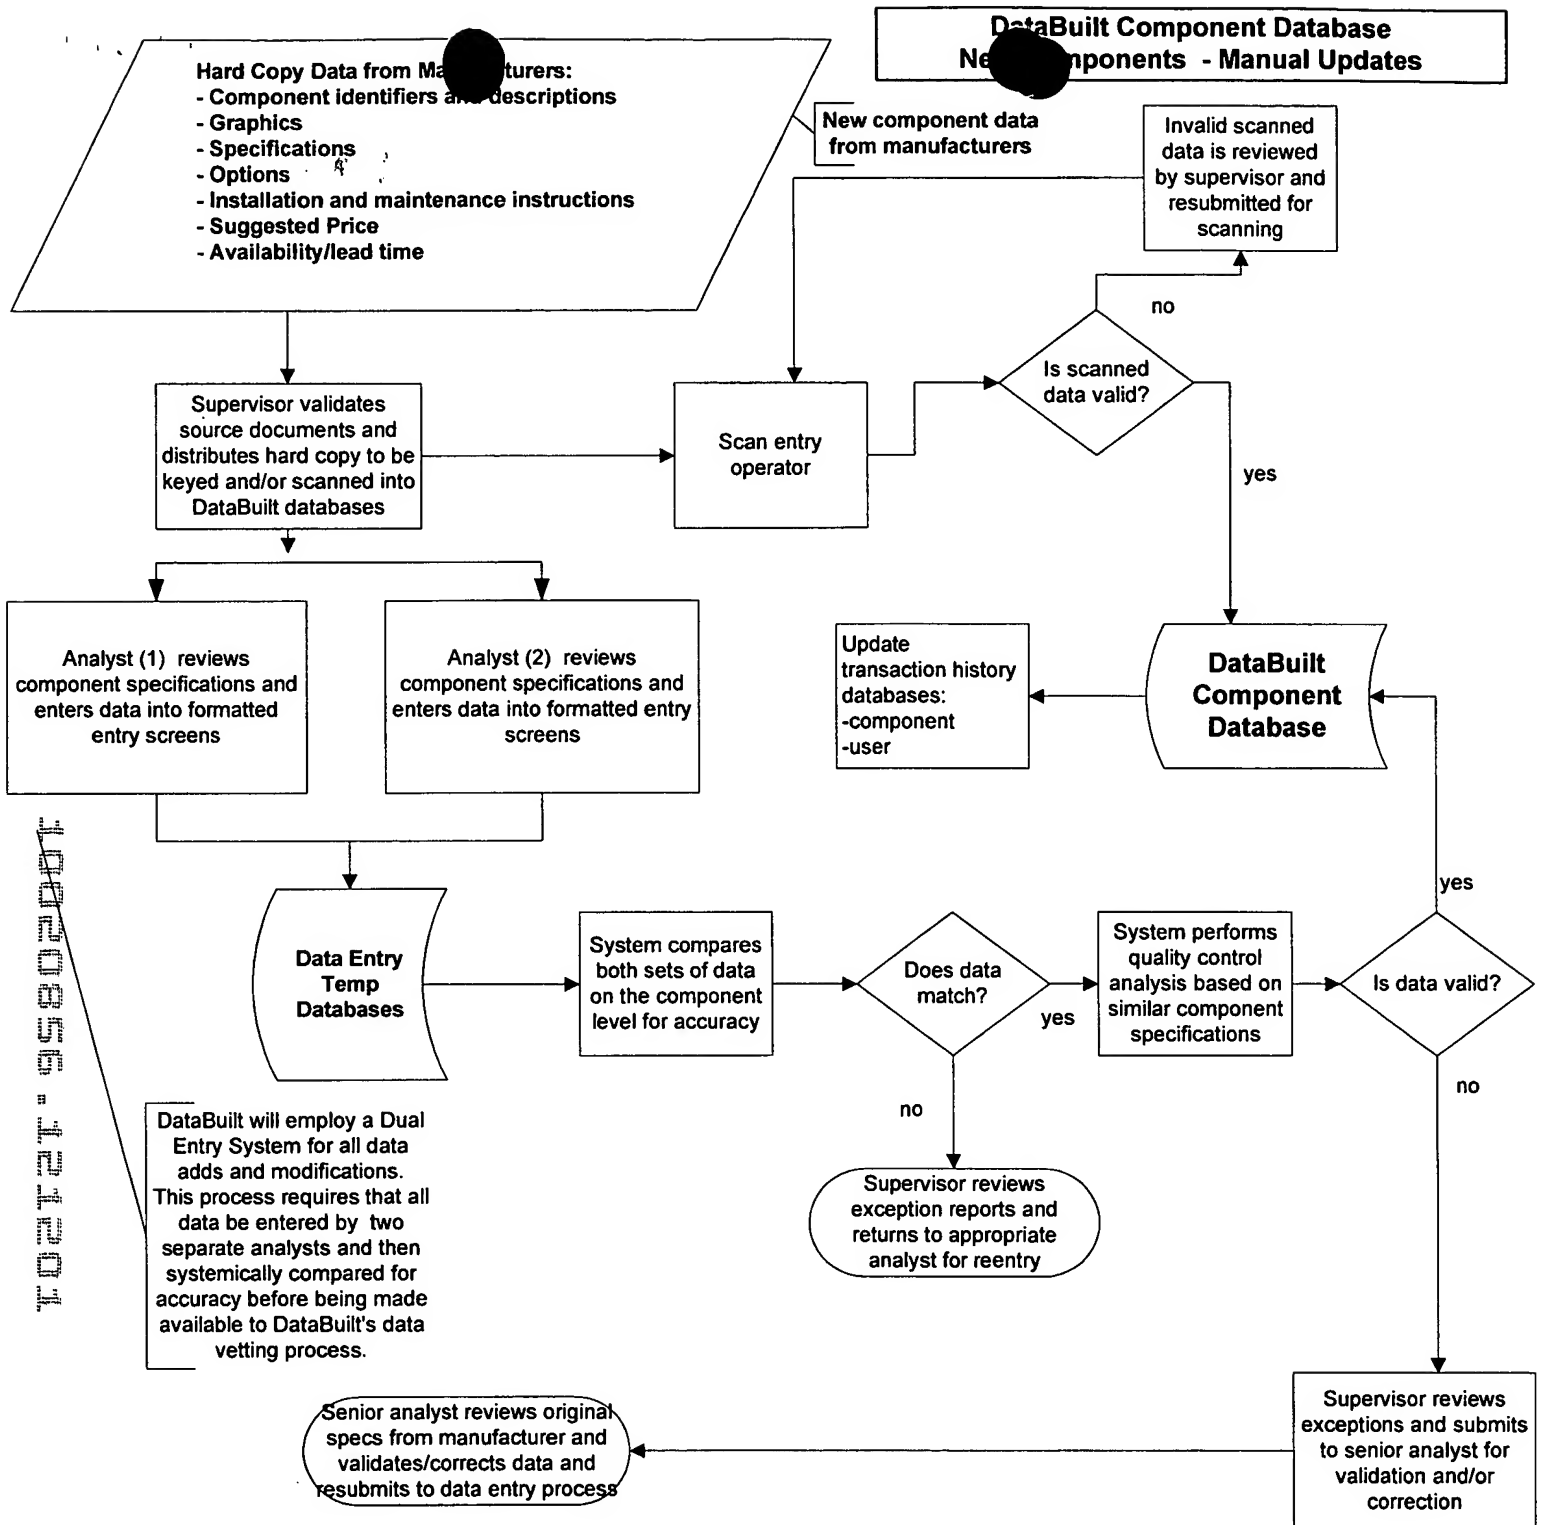 DataBuilt Component Database
New Components - Manual Updates
Hard Copy Data from Manufacturers:
- Component identifiers and descriptions
- Graphics
- Specifications
- Options
- Installation and maintenance instructions
- Suggested Price
- Availability/lead time
New component data
from manufacturers
Invalid scanned
data is reviewed
by supervisor and
resubmitted for
scanning
no
Is scanned
data valid?
yes
Supervisor validates
source documents and
distributes hard copy to be
keyed and/or scanned into
DataBuilt databases
Scan entry
operator
Analyst (1) reviews
component specifications and
enters data into formatted
entry screens
Analyst (2) reviews
component specifications and
enters data into formatted entry
screens
Update
transaction history
databases:
-component
-user
DataBuilt
Component
Database
10020856.121201
Data Entry
Temp
Databases
System compares
both sets of data
on the component
level for accuracy
Does data
match?
yes
no
System performs
quality control
analysis based on
similar component
specifications
Is data valid?
yes
no
DataBuilt will employ a Dual
Entry System for all data
adds and modifications.
This process requires that all
data be entered by two
separate analysts and then
systemically compared for
accuracy before being made
available to DataBuilt's data
vetting process.
Supervisor reviews
exception reports and
returns to appropriate
analyst for reentry
Senior analyst reviews original
specs from manufacturer and
validates/corrects data and
resubmits to data entry process
Supervisor reviews
exceptions and submits
to senior analyst for
validation and/or
correction